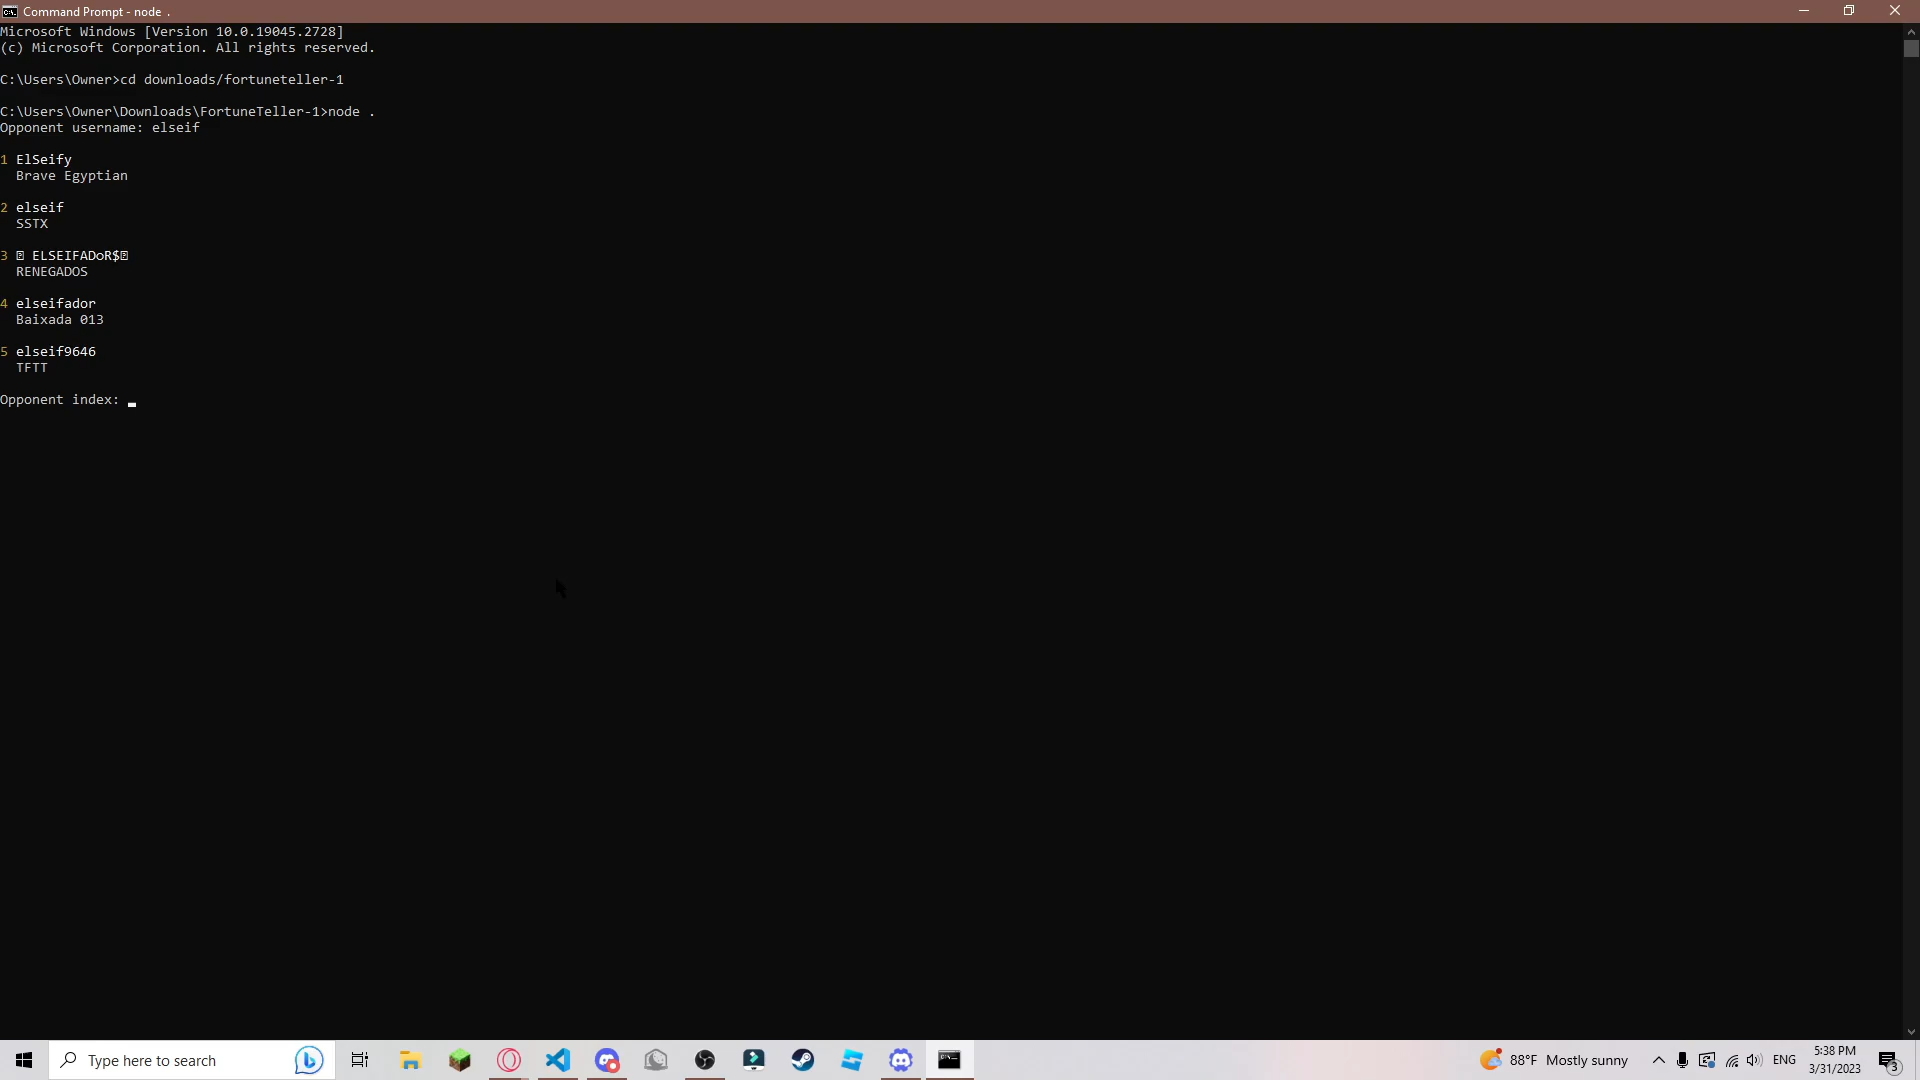 Command Prompt - node .
Microsoft Windows [Version 10.0.19045.2728]
(c) Microsoft Corporation. All rights reserved.
C:\Users\Owner>cd downloads/fortuneteller-1
C:\Users\Owner\Downloads\FortuneTeller-1>node .
Opponent username: elseif
1 ElSeify
Brave Egyptian
2 elseif
SSTX
3 ⍰ ELSEIFADoR$⍰
RENEGADOS
4 elseifador
Baixada 013
5 elseif9646
TFTT
Opponent index:
Type here to search
88°F Mostly sunny
ENG
5:38 PM
3/31/2023
3